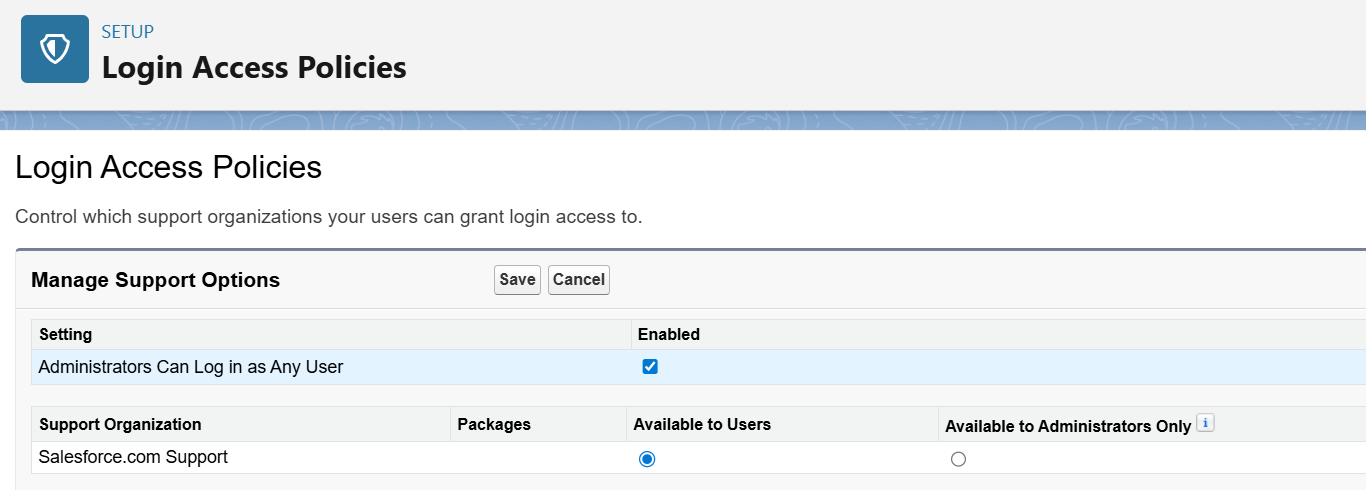 SETUP
Login Access Policies
Login Access Policies
Control which support organizations your users can grant login access to.
Manage Support Options Save Cancel
Setting Enabled
Administrators Can Log in as Any User
Support Organization Packages Available to Users Available to Administrators Only i
Salesforce.com Support